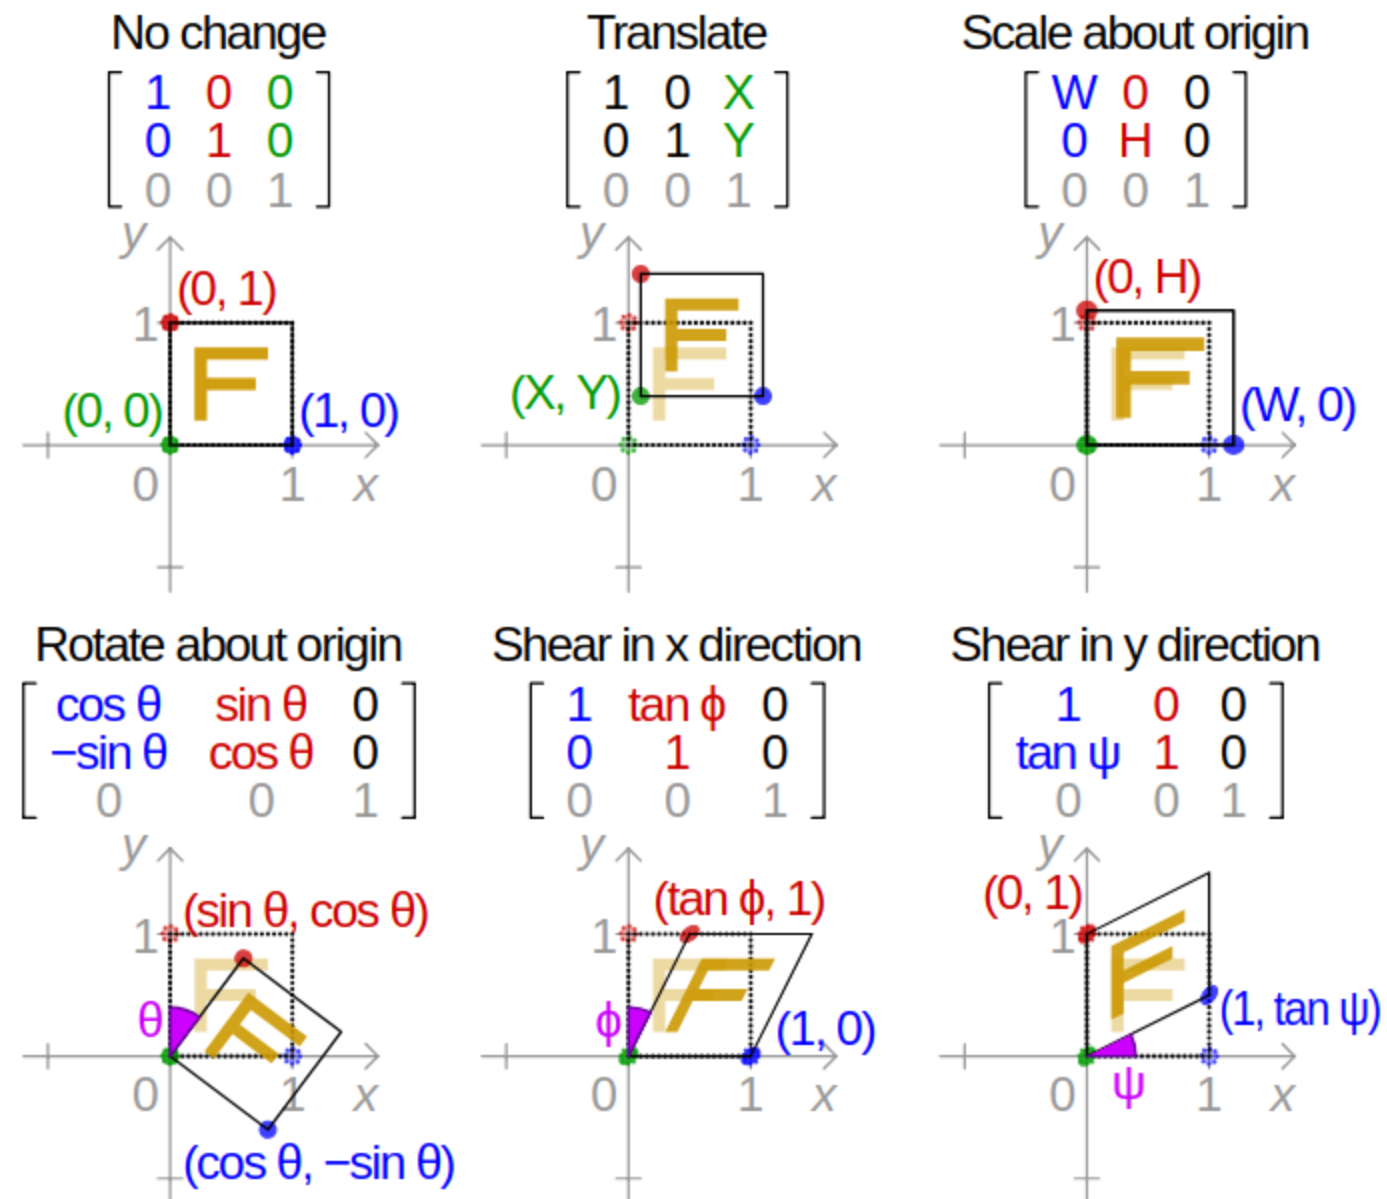 No change
1 0 0
0 1 0
0 0 1
y
(0, 1)
1
F
(0, 0)
(1, 0)
0
1
x
Translate
1 0 X
0 1 Y
0 0 1
y
1
F
F
(X, Y)
0
1
x
Scale about origin
W 0 0
0 H 0
0 0 1
y
(0, H)
1
F
F
(W, 0)
0
1
x
Rotate about origin
cos θ sin θ 0
−sin θ cos θ 0
0 0 1
y
(sin θ, cos θ)
1
F
F
θ
0
1
x
(cos θ, −sin θ)
Shear in x direction
1 tan ϕ 0
0 1 0
0 0 1
y
(tan ϕ, 1)
1
F
F
ϕ
(1, 0)
0
1
x
Shear in y direction
1 0 0
tan ψ 1 0
0 0 1
y
(0, 1)
1
F
F
(1, tan ψ)
0
ψ
1
x